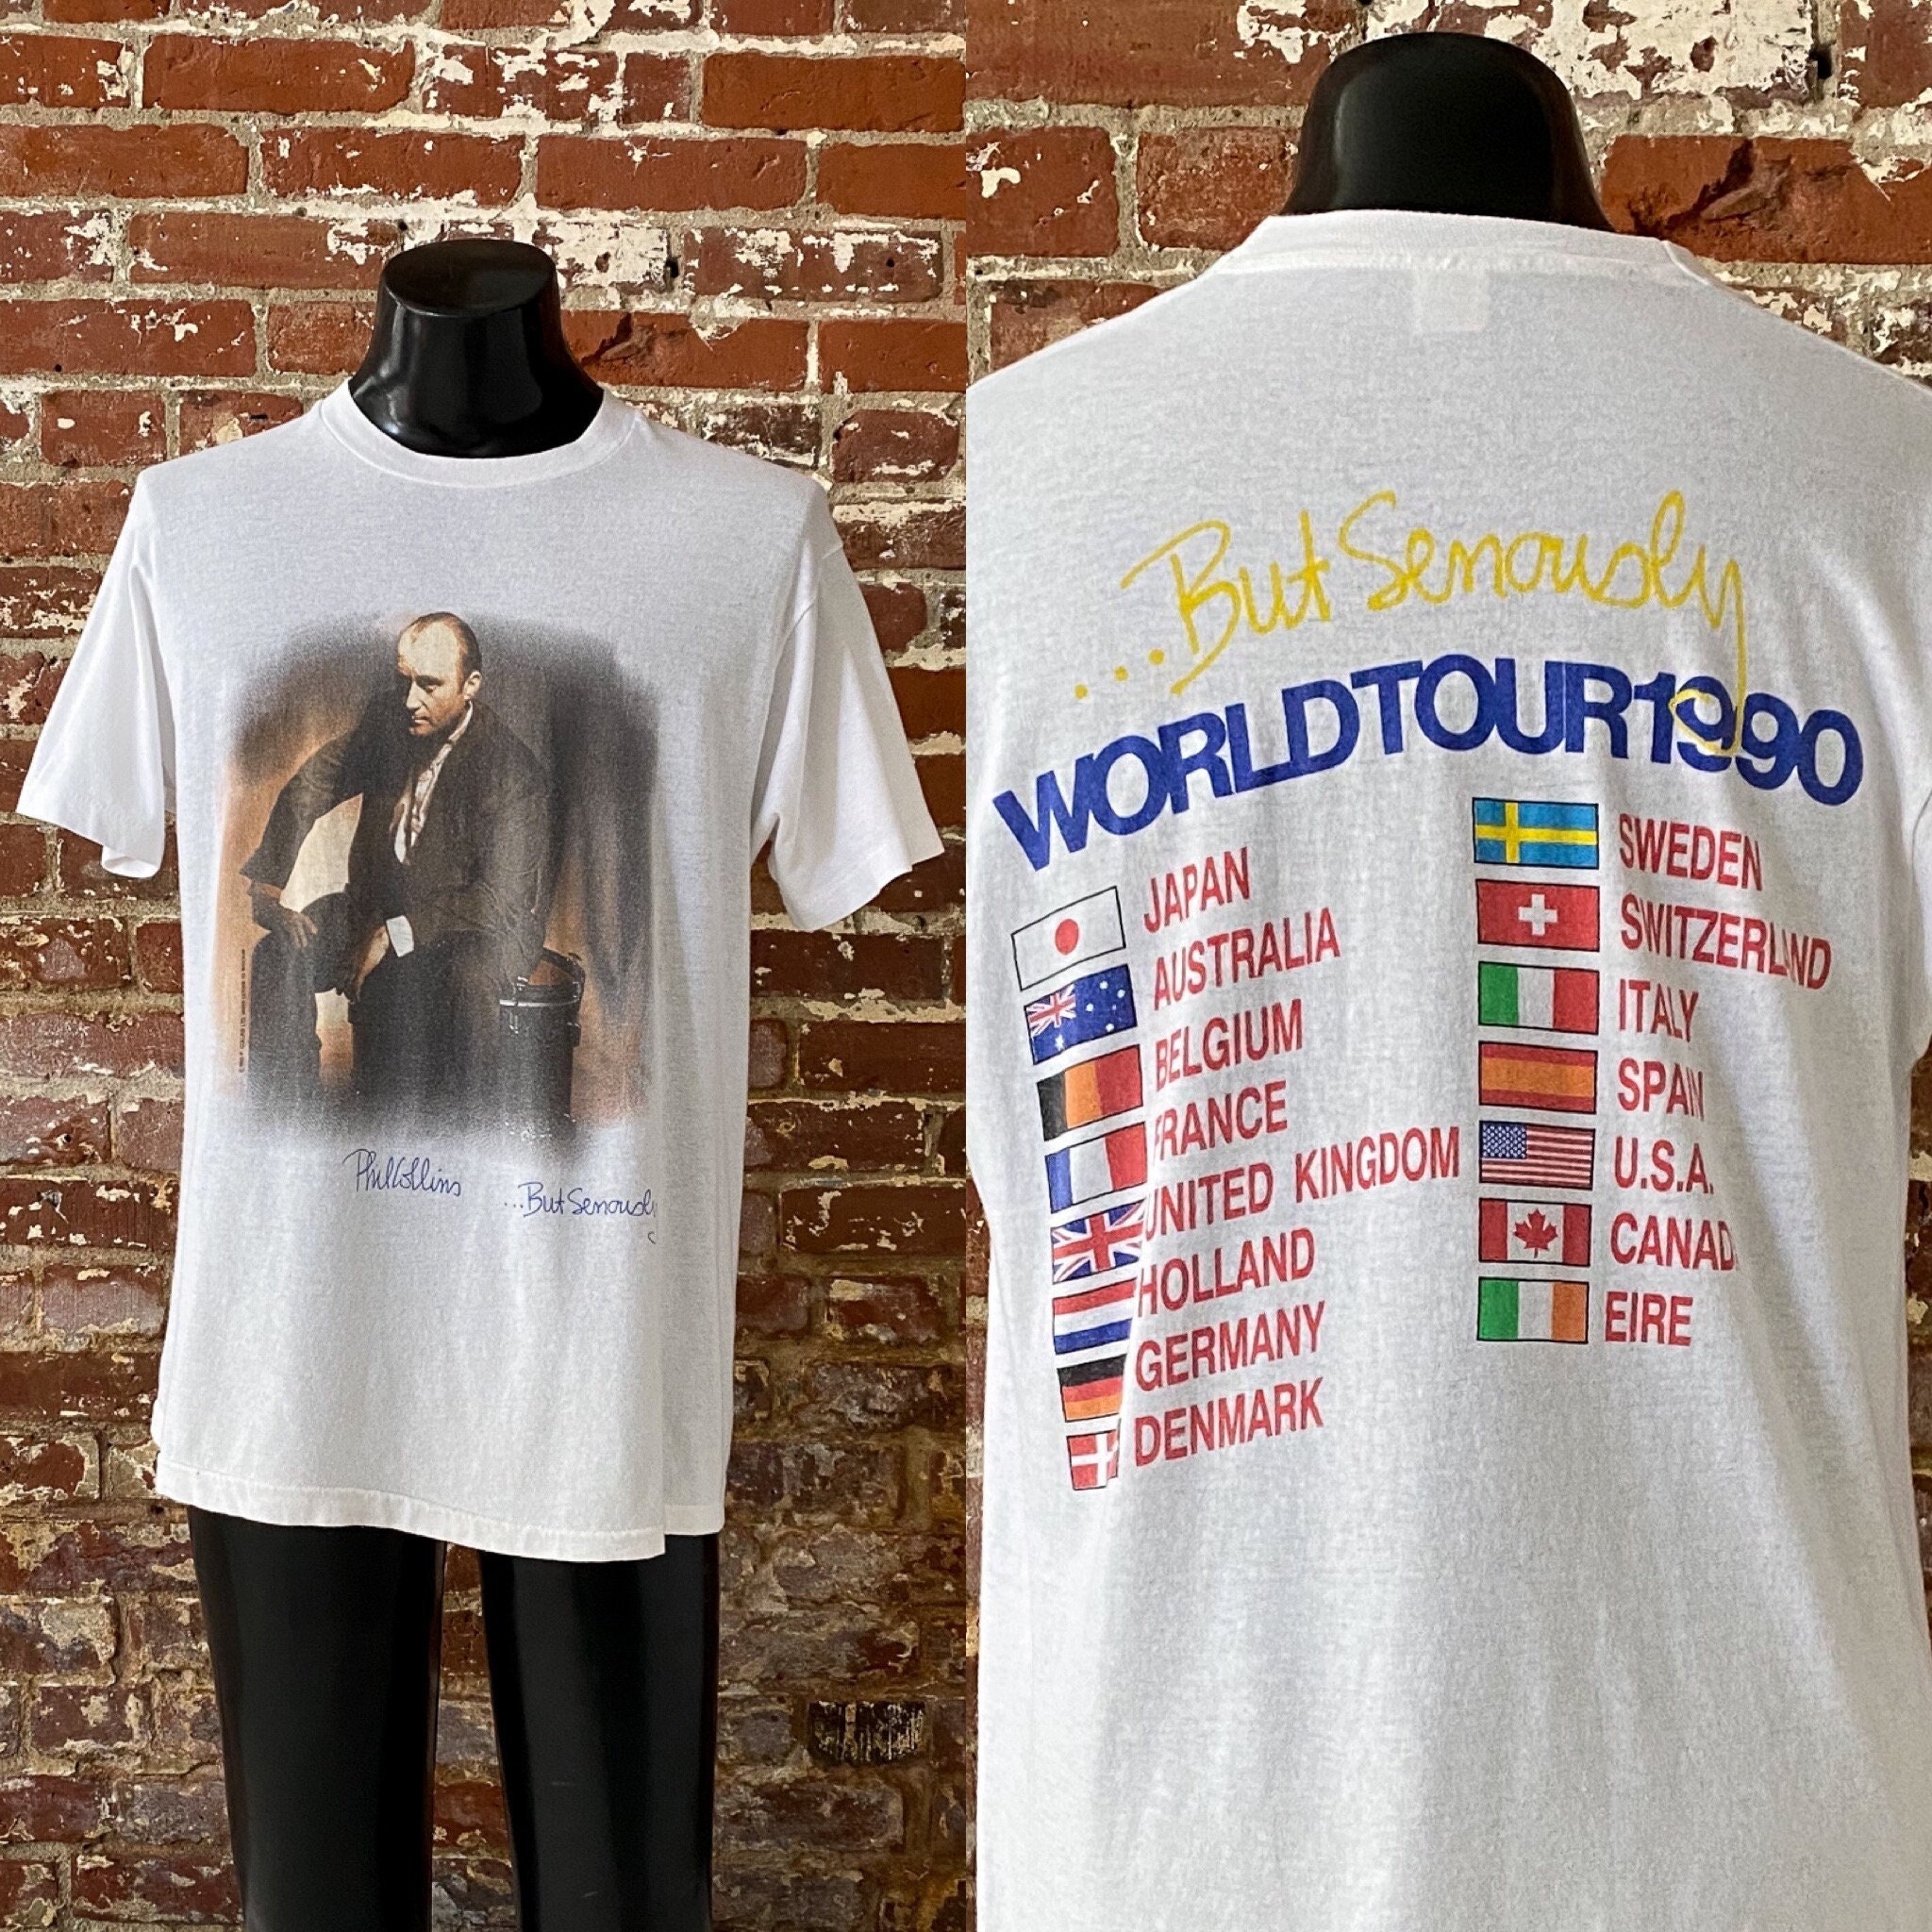 Phil Collins
...But Seriously
...But Seriously
WORLD TOUR 1990
JAPAN
AUSTRALIA
BELGIUM
FRANCE
UNITED KINGDOM
HOLLAND
GERMANY
DENMARK
SWEDEN
SWITZERLAND
ITALY
SPAIN
U.S.A.
CANADA
EIRE